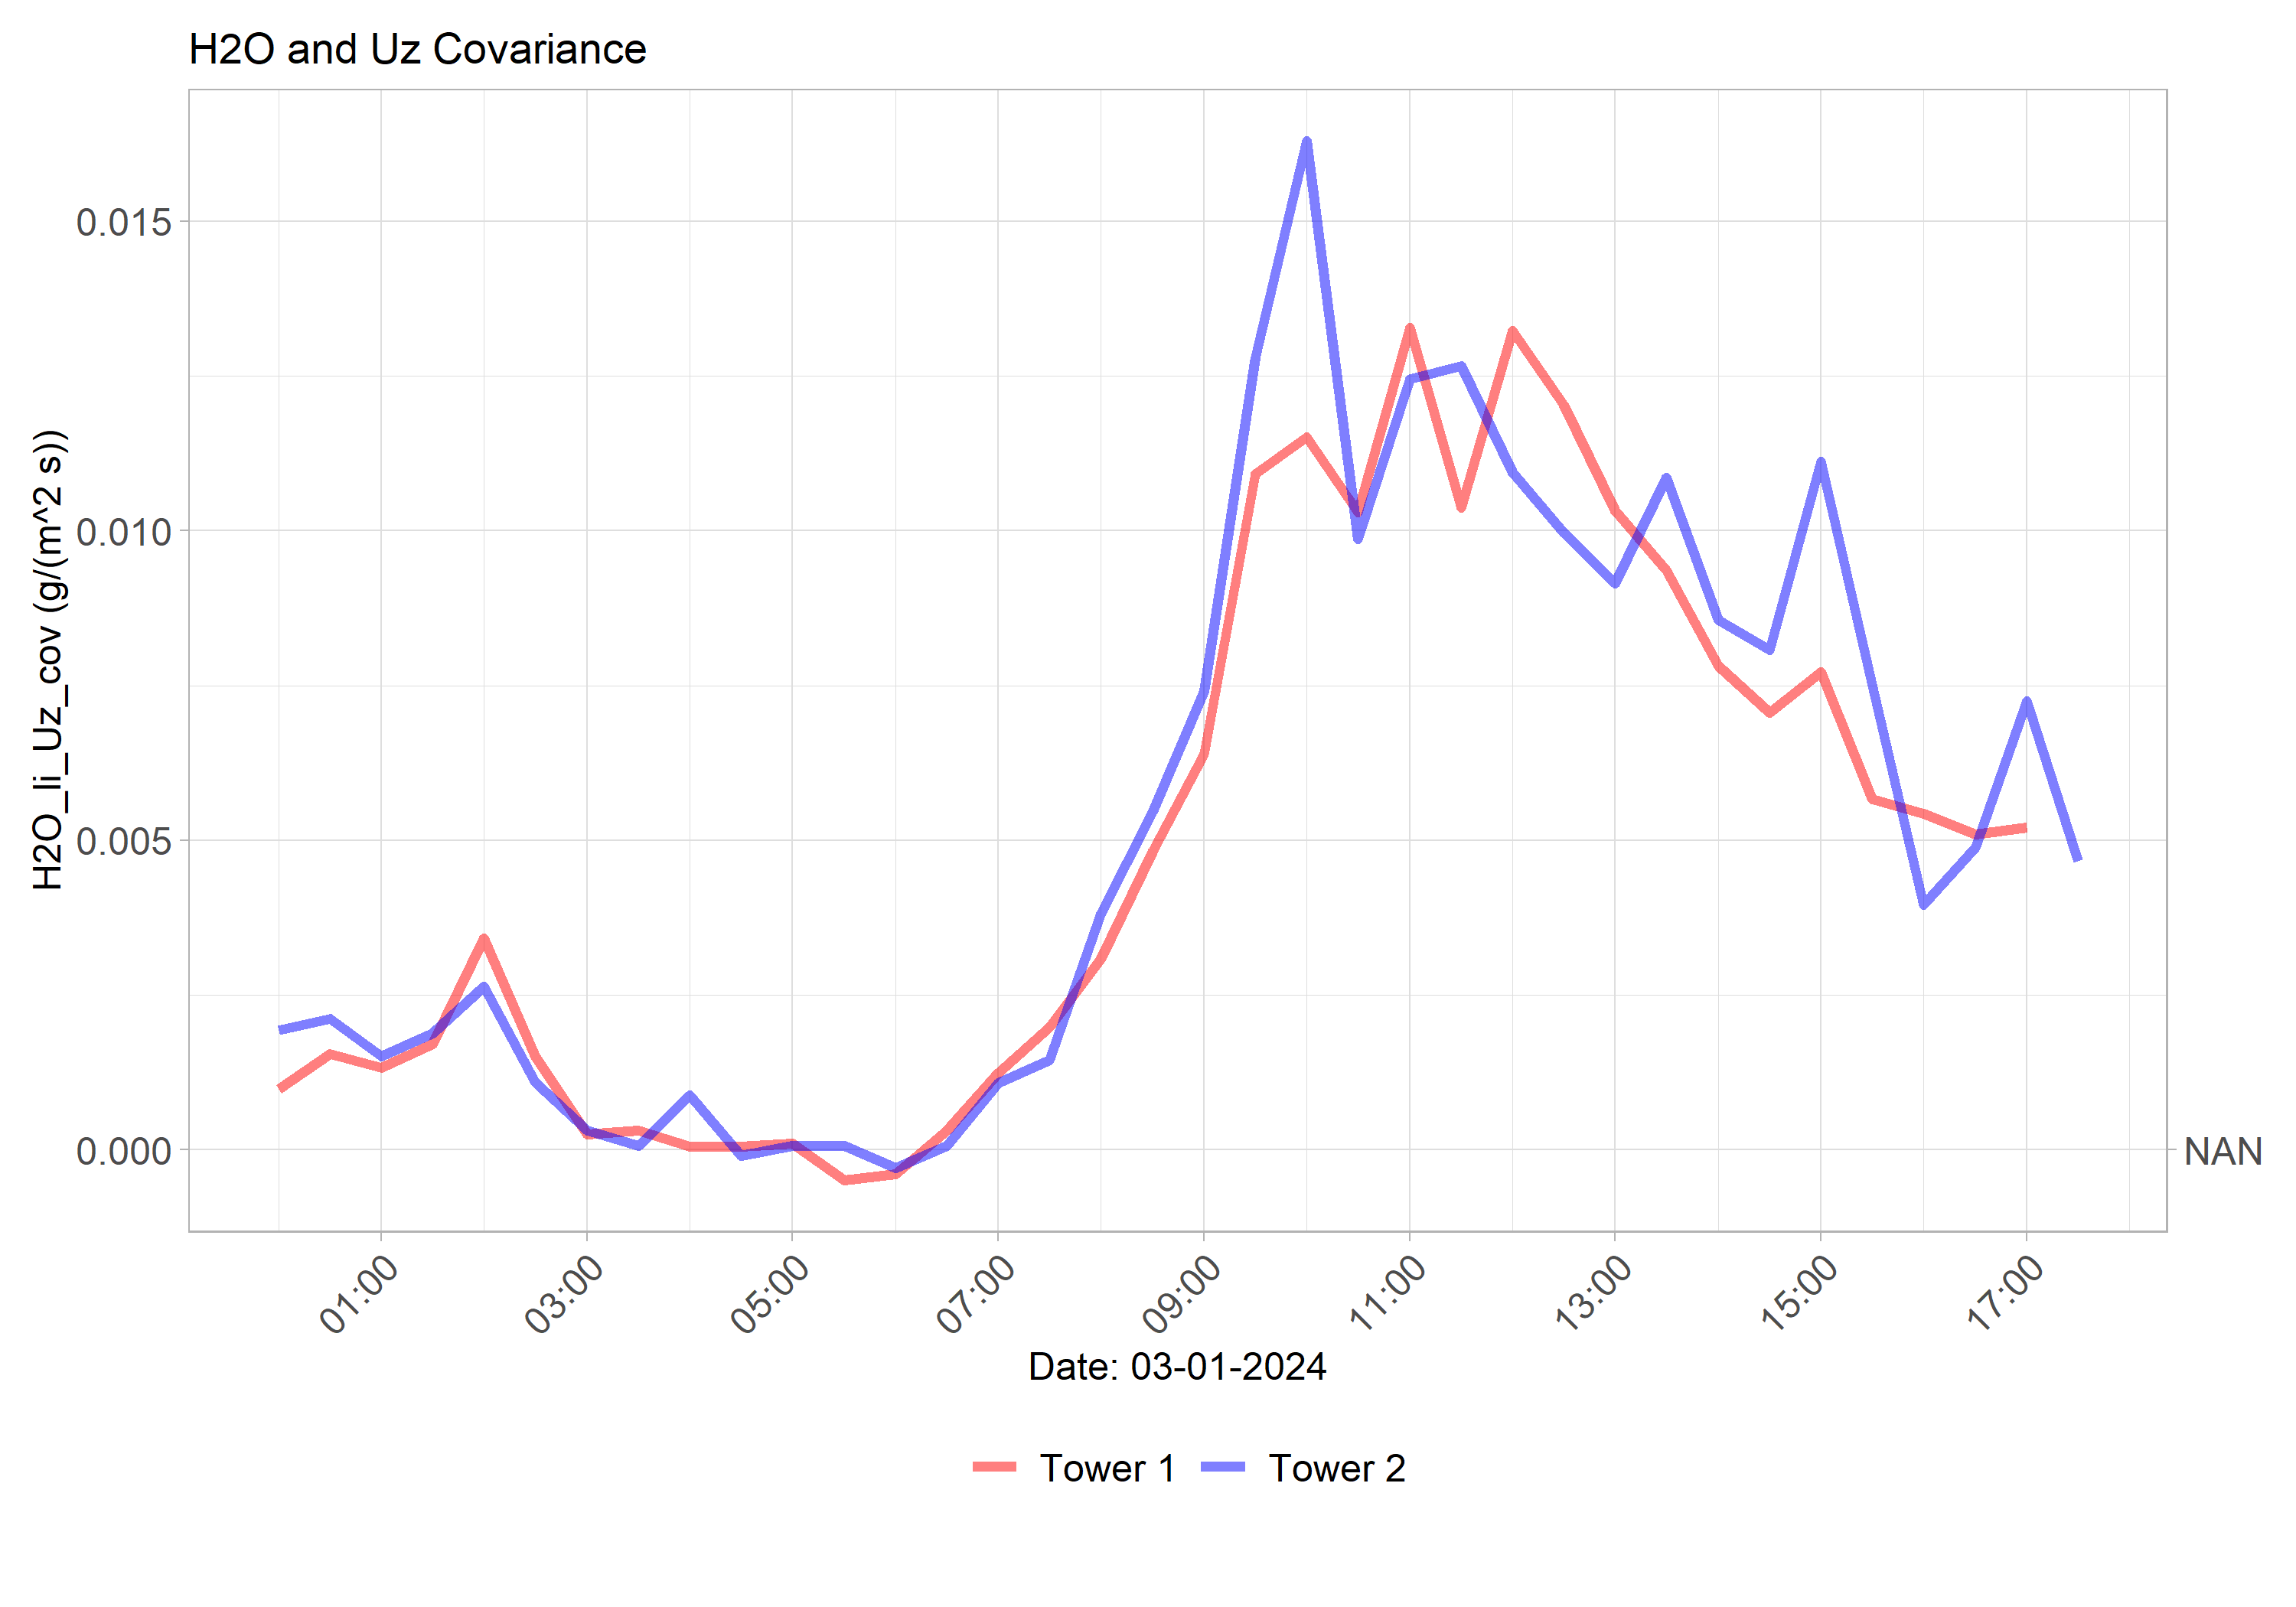 H2O and Uz Covariance
H2O_li_Uz_cov (g/(m^2 s))
0.015
0.010
0.005
0.000
NAN
01:00
03:00
05:00
07:00
09:00
11:00
13:00
15:00
17:00
Date: 03-01-2024
Tower 1
Tower 2